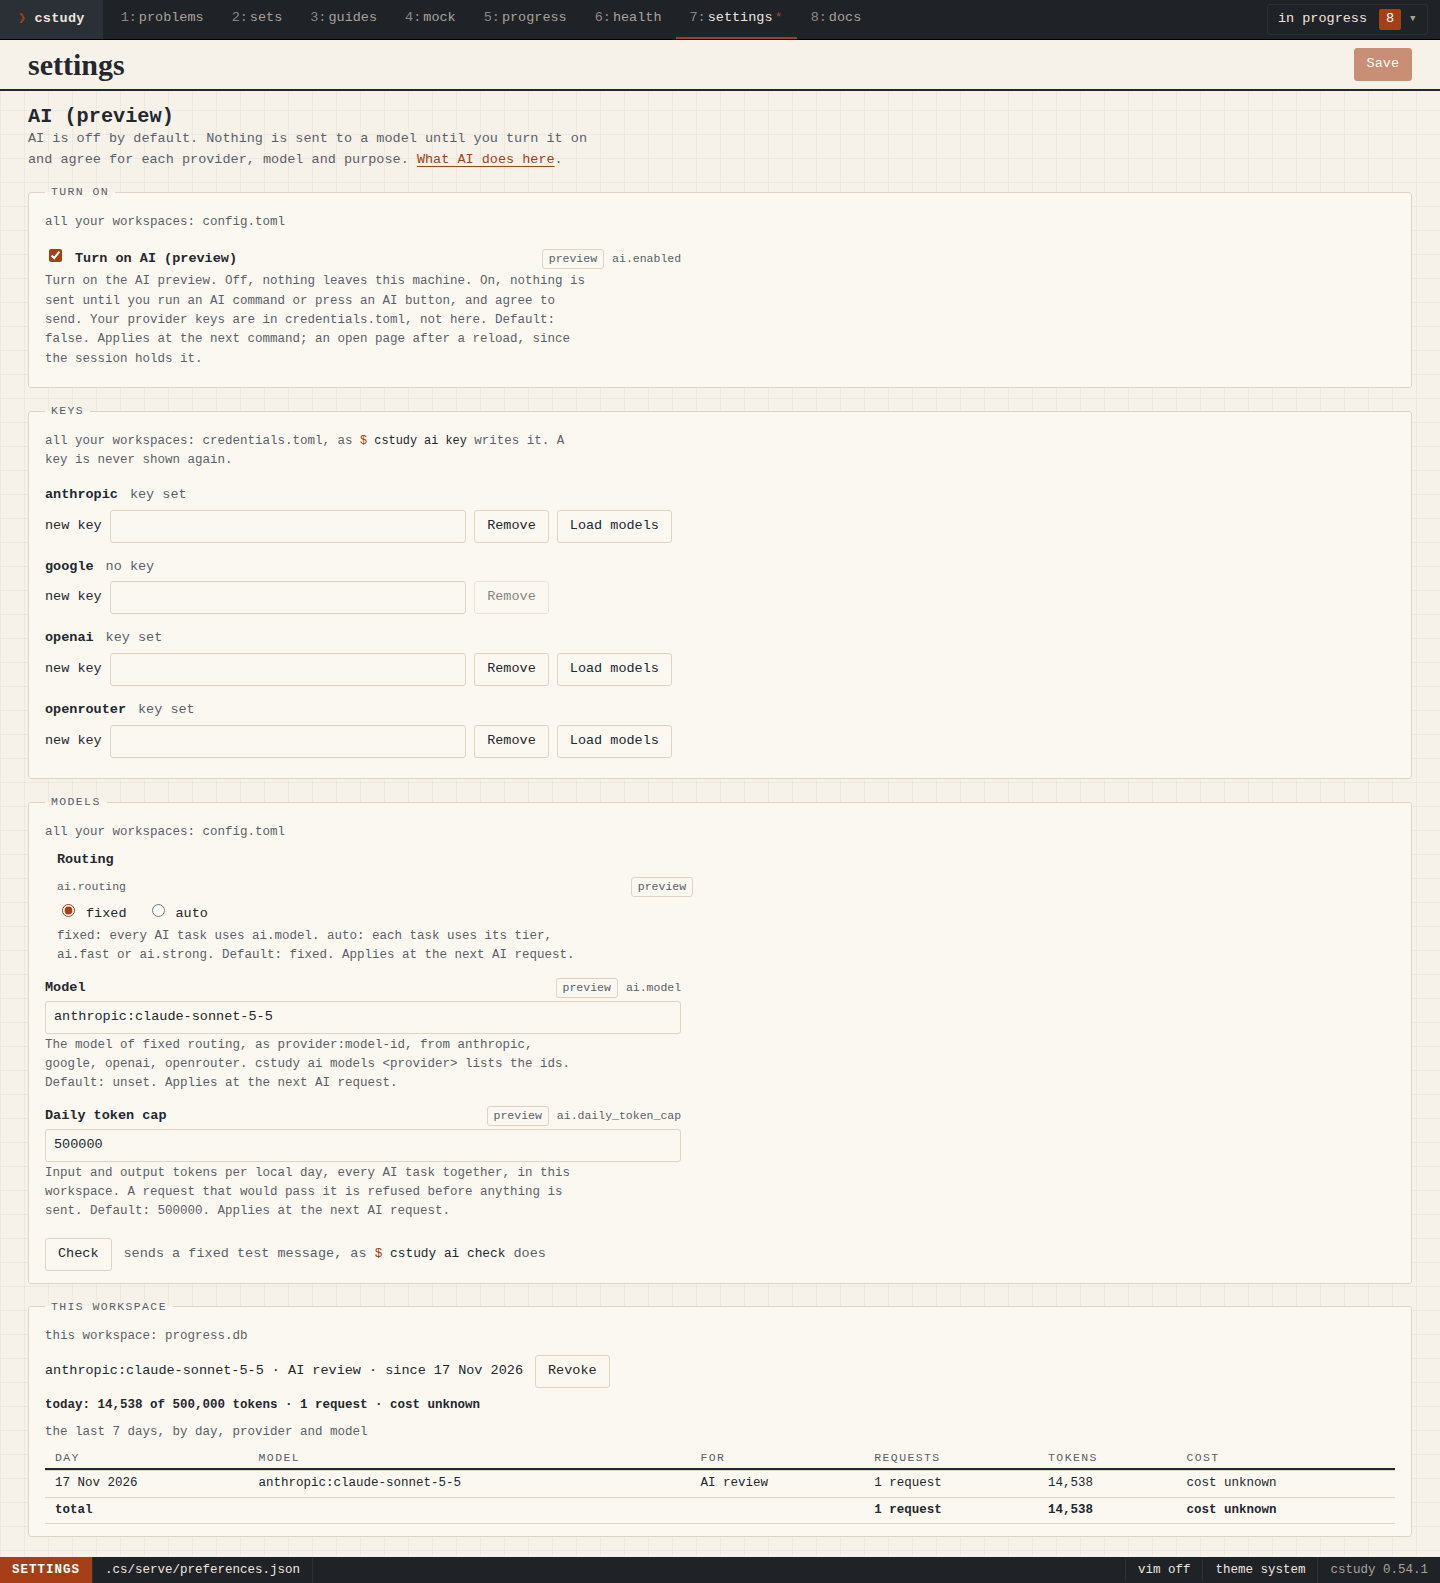 ❯ cstudy 1:problems 2:sets 3:guides 4:mock 5:progress 6:health 7:settings* 8:docs in progress 8 ▾
settings Save
AI (preview)
AI is off by default. Nothing is sent to a model until you turn it on
and agree for each provider, model and purpose. What AI does here.
TURN ON
all your workspaces: config.toml
Turn on AI (preview) preview ai.enabled
Turn on the AI preview. Off, nothing leaves this machine. On, nothing is
sent until you run an AI command or press an AI button, and agree to
send. Your provider keys are in credentials.toml, not here. Default:
false. Applies at the next command; an open page after a reload, since
the session holds it.
KEYS
all your workspaces: credentials.toml, as $ cstudy ai key writes it. A
key is never shown again.
anthropic key set
new key Remove Load models
google no key
new key Remove
openai key set
new key Remove Load models
openrouter key set
new key Remove Load models
MODELS
all your workspaces: config.toml
Routing
ai.routing preview
fixed auto
fixed: every AI task uses ai.model. auto: each task uses its tier,
ai.fast or ai.strong. Default: fixed. Applies at the next AI request.
Model preview ai.model
anthropic:claude-sonnet-5-5
The model of fixed routing, as provider:model-id, from anthropic,
google, openai, openrouter. cstudy ai models <provider> lists the ids.
Default: unset. Applies at the next AI request.
Daily token cap preview ai.daily_token_cap
500000
Input and output tokens per local day, every AI task together, in this
workspace. A request that would pass it is refused before anything is
sent. Default: 500000. Applies at the next AI request.
Check sends a fixed test message, as $ cstudy ai check does
THIS WORKSPACE
this workspace: progress.db
anthropic:claude-sonnet-5-5 · AI review · since 17 Nov 2026 Revoke
today: 14,538 of 500,000 tokens · 1 request · cost unknown
the last 7 days, by day, provider and model
DAY MODEL FOR REQUESTS TOKENS COST
17 Nov 2026 anthropic:claude-sonnet-5-5 AI review 1 request 14,538 cost unknown
total 1 request 14,538 cost unknown
SETTINGS .cs/serve/preferences.json vim off theme system cstudy 0.54.1